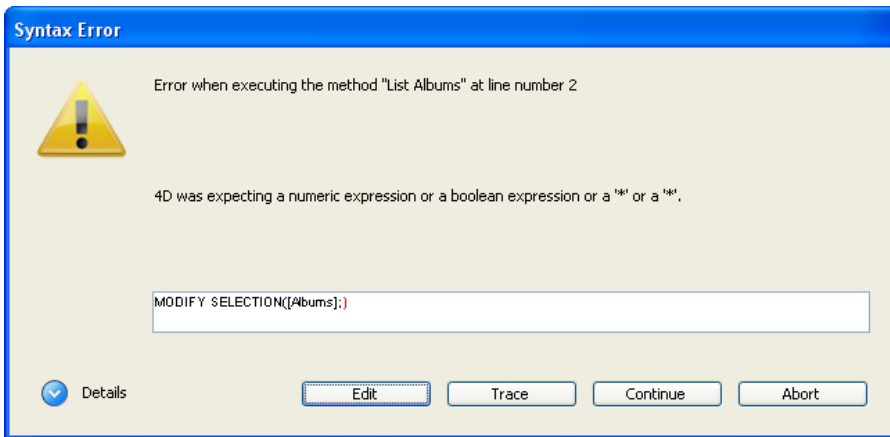 Syntax Error
Error when executing the method "List Albums" at line number 2
4D was expecting a numeric expression or a boolean expression or a '*' or a '*'.
MODIFY SELECTION([Albums];)
Details
Edit
Trace
Continue
Abort